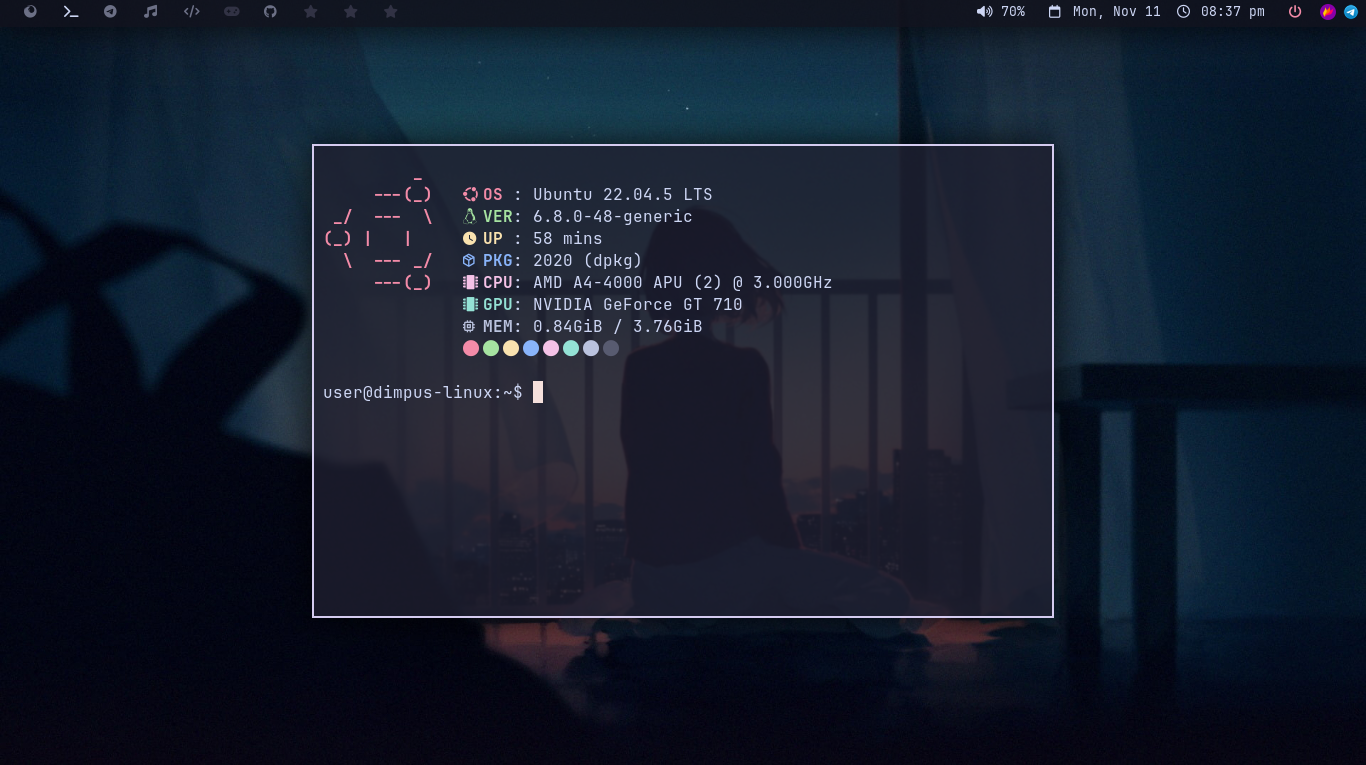 70% Mon, Nov 11 08:37 pm
OS : Ubuntu 22.04.5 LTS
VER: 6.8.0-48-generic
UP : 58 mins
PKG: 2020 (dpkg)
CPU: AMD A4-4000 APU (2) @ 3.000GHz
GPU: NVIDIA GeForce GT 710
MEM: 0.84GiB / 3.76GiB
user@dimpus-linux:~$